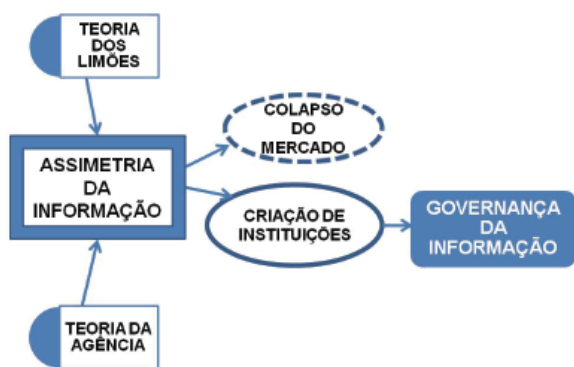 TEORIA
DOS
LIMÕES
COLAPSO
DO
MERCADO
ASSIMETRIA
DA
INFORMAÇÃO
CRIAÇÃO DE
INSTITUIÇÕES
GOVERNANÇA
DA
INFORMAÇÃO
TEORIA DA
AGÊNCIA